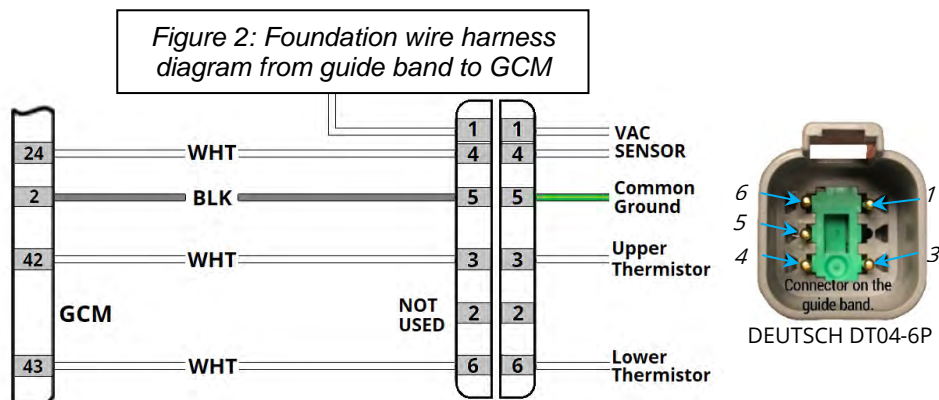 Figure 2: Foundation wire harness
diagram from guide band to GCM
1 1 VAC
24 WHT 4 4 SENSOR
2 BLK 5 5 Common
Ground
42 WHT 3 3 Upper
Thermistor
GCM NOT
USED 2 2
43 WHT 6 6 Lower
Thermistor
6 1
5
4 3
Connector on the
guide band.
DEUTSCH DT04-6P